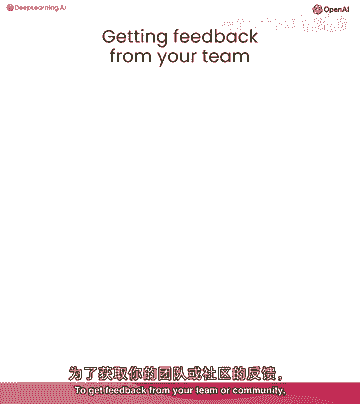 DeepLearning.AI
OpenAI
Getting feedback
from your team
为了获取你的团队或社区的反馈，
To get feedback from your team or community,